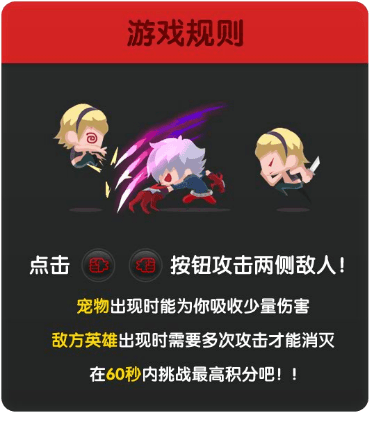 游戏规则
点击 按钮攻击两侧敌人!
宠物出现时能为你吸收少量伤害
敌方英雄出现时需要多次攻击才能消灭
在60秒内挑战最高积分吧!!